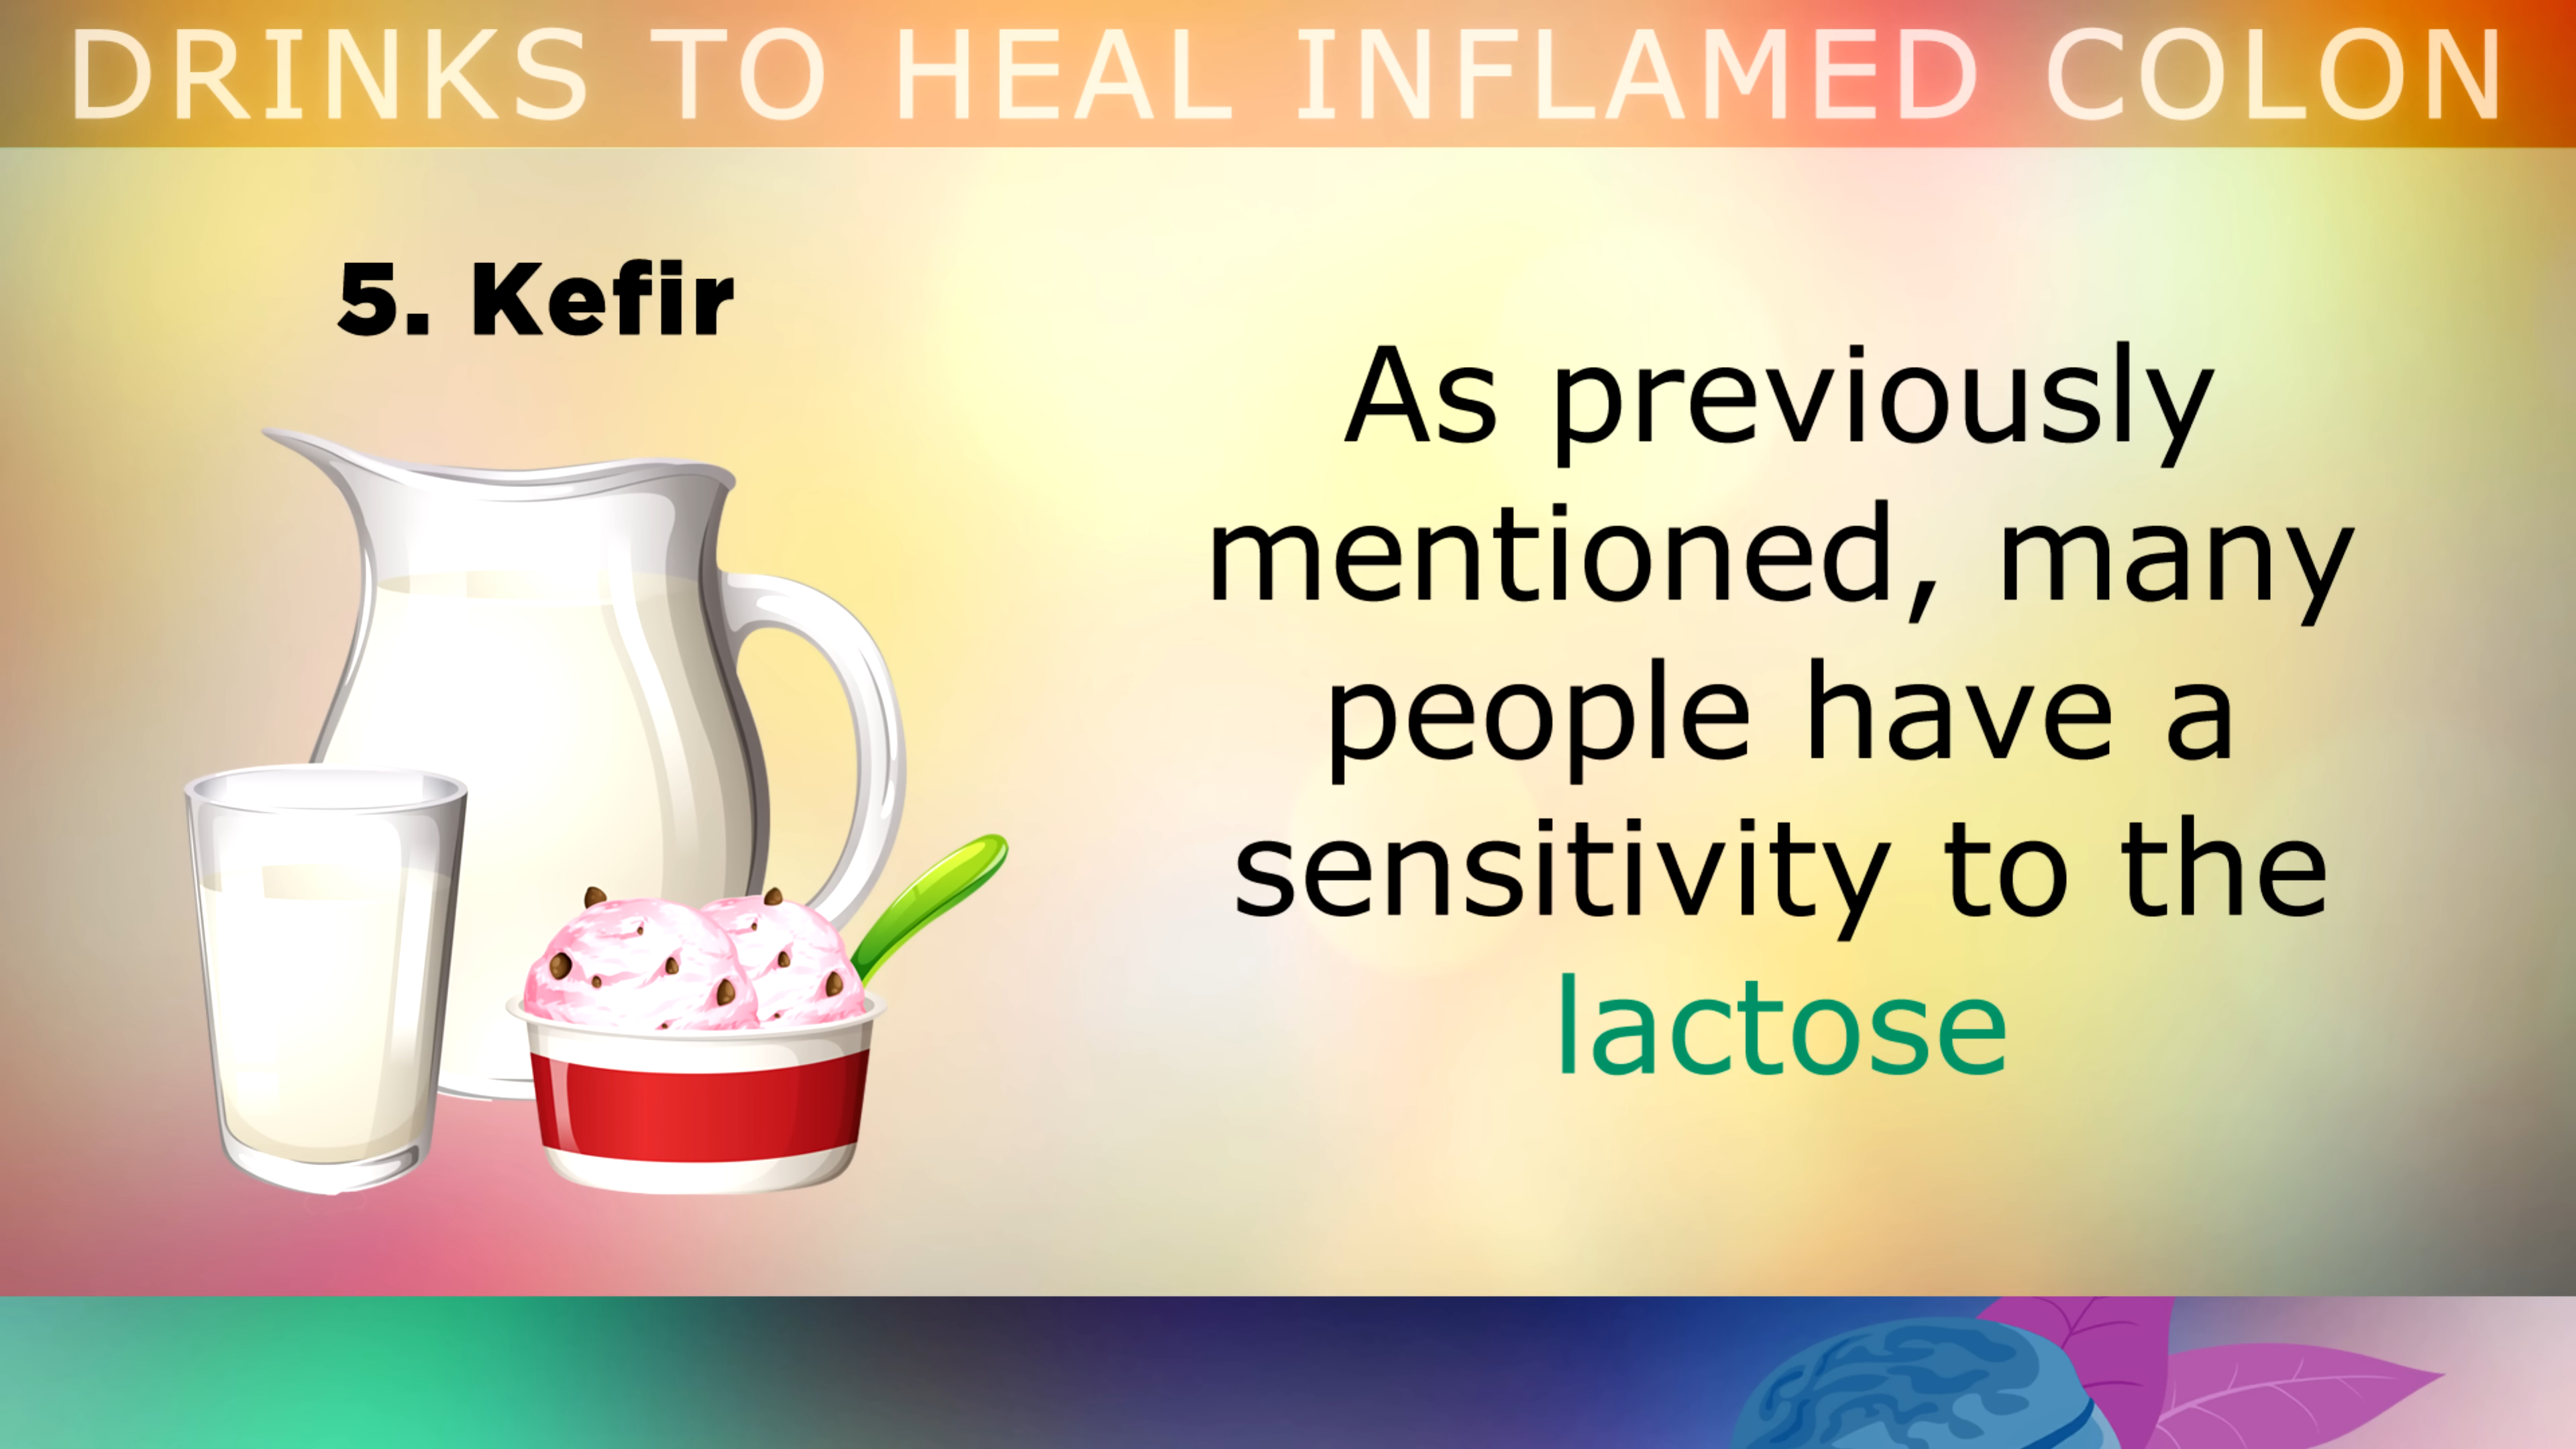 DRINKS TO HEAL INFLAMED COLON
5. Kefir
As previously
mentioned, many
people have a
sensitivity to the
lactose